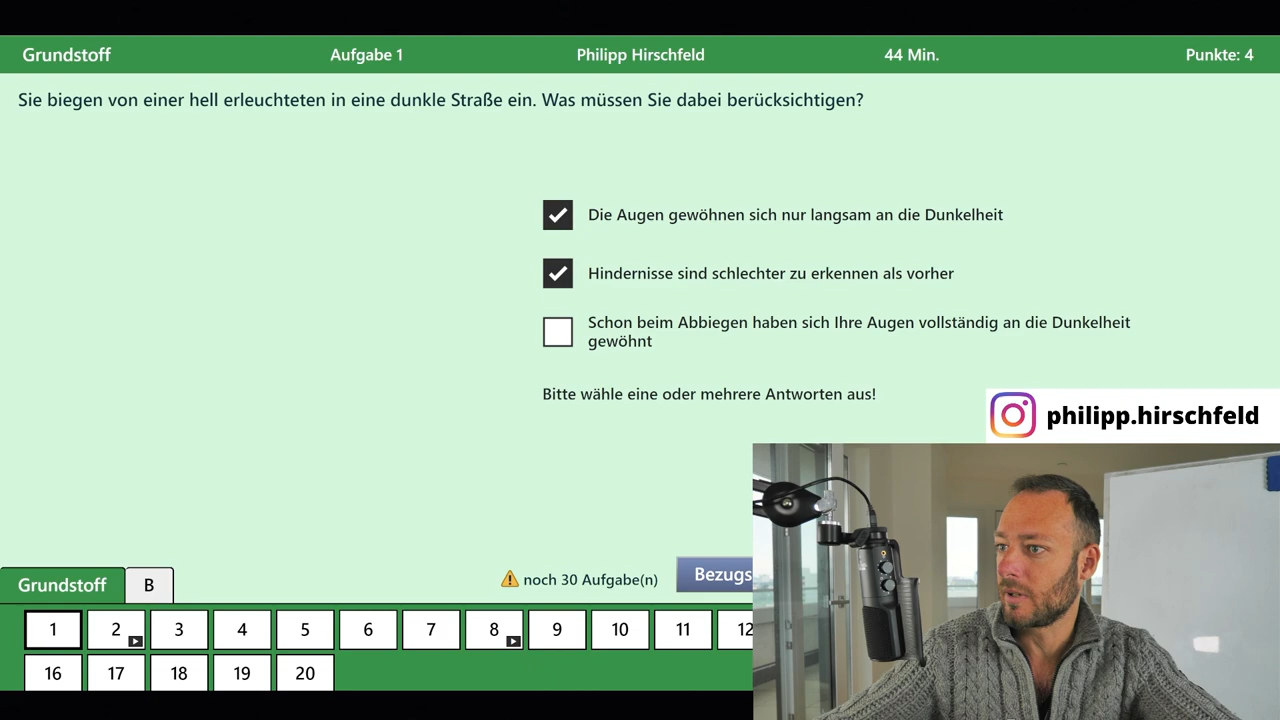 Grundstoff Aufgabe 1 Philipp Hirschfeld 44 Min. Punkte: 4
Sie biegen von einer hell erleuchteten in eine dunkle Straße ein. Was müssen Sie dabei berücksichtigen?
Die Augen gewöhnen sich nur langsam an die Dunkelheit
Hindernisse sind schlechter zu erkennen als vorher
Schon beim Abbiegen haben sich Ihre Augen vollständig an die Dunkelheit
gewöhnt
Bitte wähle eine oder mehrere Antworten aus!
philipp.hirschfeld
Grundstoff B
noch 30 Aufgabe(n)
Bezugs
1 2 3 4 5 6 7 8 9 10 11 12
16 17 18 19 20